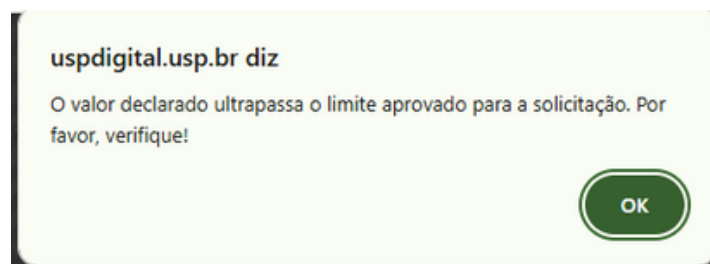 uspdigital.usp.br diz
O valor declarado ultrapassa o limite aprovado para a solicitação. Por
favor, verifique!
OK